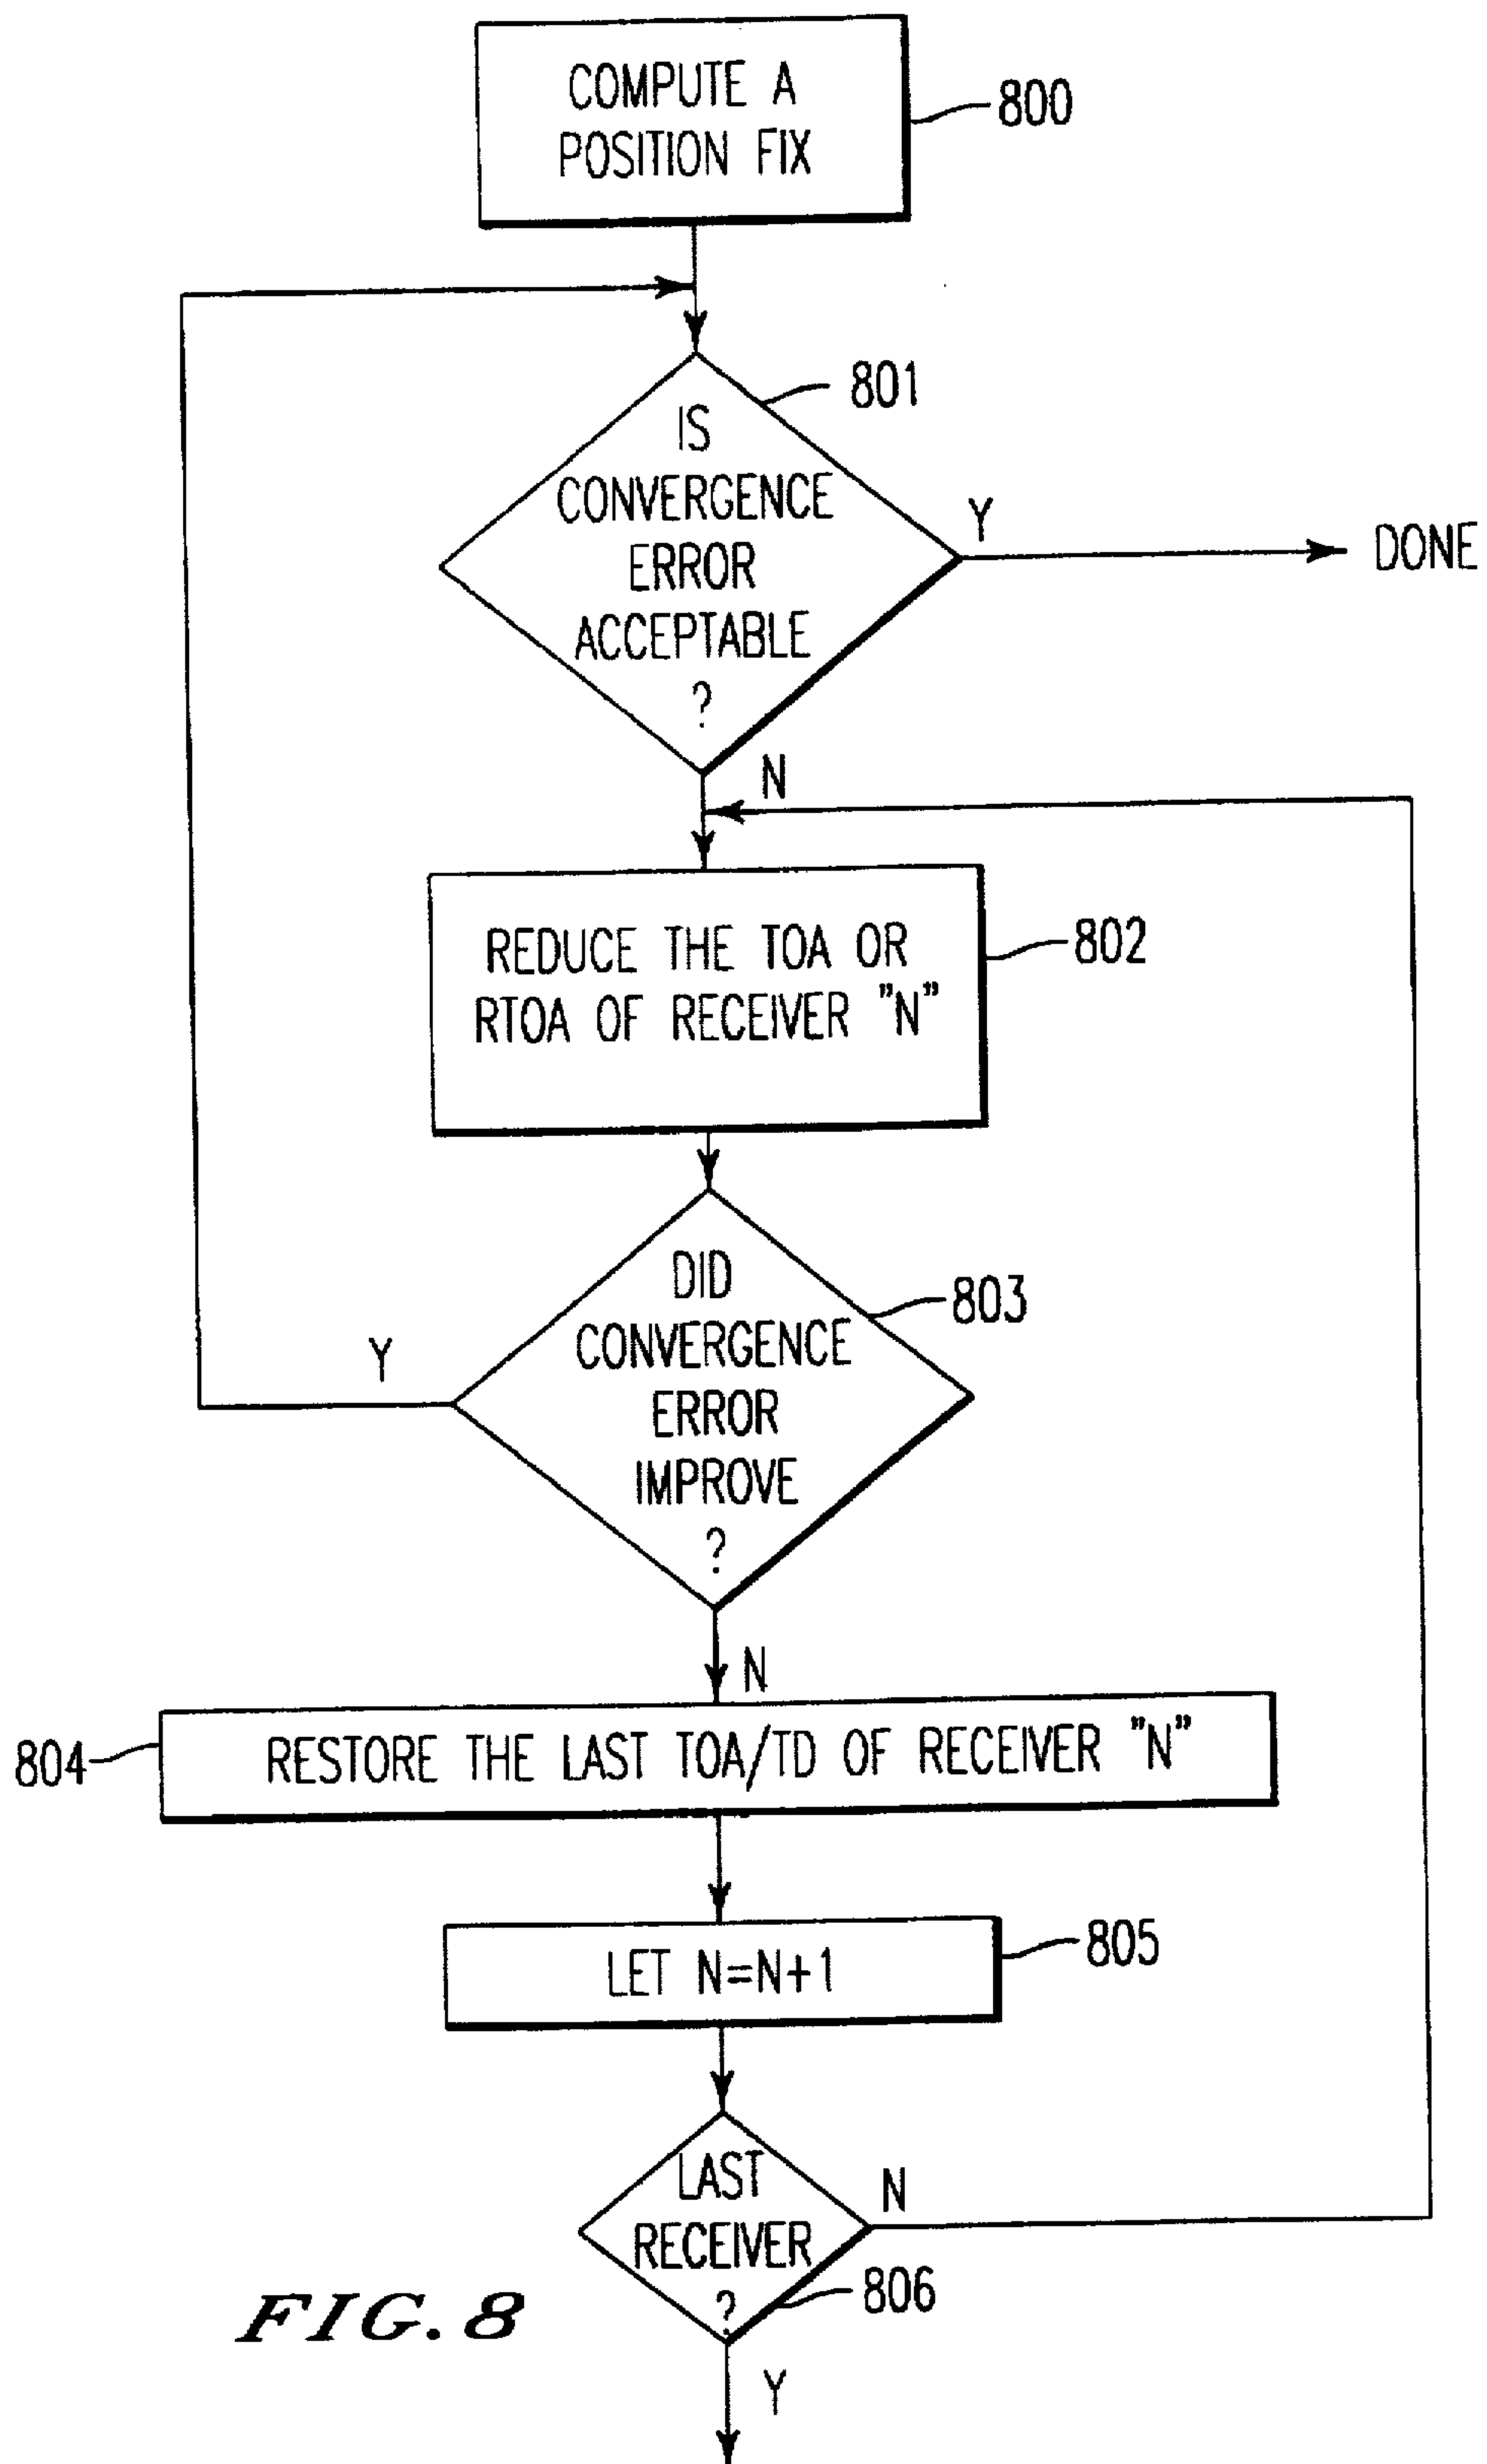 COMPUTE A
POSITION FIX
800
801
IS
CONVERGENCE
ERROR
ACCEPTABLE
?
Y
DONE
N
REDUCE THE TOA OR
RTOA OF RECEIVER "N"
802
DID
CONVERGENCE
ERROR
IMPROVE
?
803
Y
N
804
RESTORE THE LAST TOA/TD OF RECEIVER "N"
LET N=N+1
805
LAST
RECEIVER
?
N
806
Y
FIG. 8